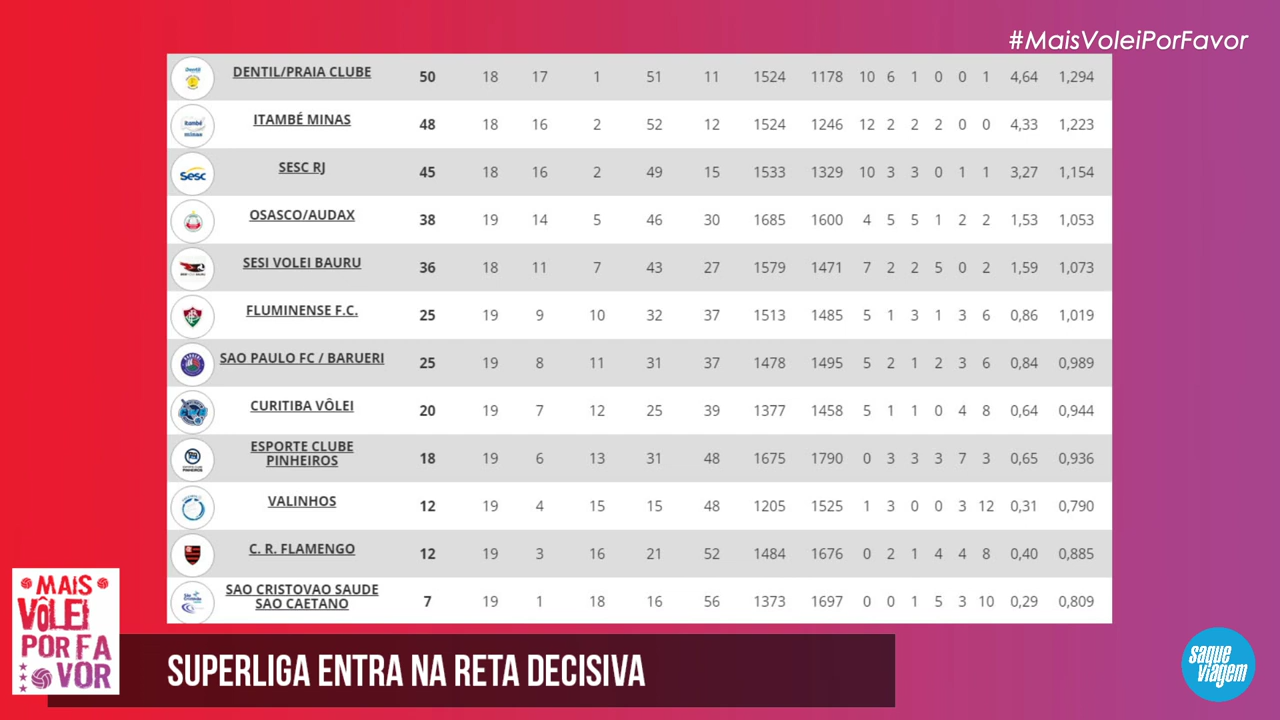 #MaisVoleiPorFavor
DENTIL/PRAIA CLUBE 50 18 17 1 51 11 1524 1178 10 6 1 0 0 1 4,64 1,294
ITAMBÉ MINAS 48 18 16 2 52 12 1524 1246 12 2 2 2 0 0 4,33 1,223
SESC RJ 45 18 16 2 49 15 1533 1329 10 3 3 0 1 1 3,27 1,154
OSASCO/AUDAX 38 19 14 5 46 30 1685 1600 4 5 5 1 2 2 1,53 1,053
SESI VOLEI BAURU 36 18 11 7 43 27 1579 1471 7 2 2 5 0 2 1,59 1,073
FLUMINENSE F.C. 25 19 9 10 32 37 1513 1485 5 1 3 1 3 6 0,86 1,019
SAO PAULO FC / BARUERI 25 19 8 11 31 37 1478 1495 5 2 1 2 3 6 0,84 0,989
CURITIBA VÔLEI 20 19 7 12 25 39 1377 1458 5 1 1 0 4 8 0,64 0,944
ESPORTE CLUBE
PINHEIROS 18 19 6 13 31 48 1675 1790 0 3 3 3 7 3 0,65 0,936
VALINHOS 12 19 4 15 15 48 1205 1525 1 3 0 0 3 12 0,31 0,790
C. R. FLAMENGO 12 19 3 16 21 52 1484 1676 0 2 1 4 4 8 0,40 0,885
SAO CRISTOVAO SAUDE
SAO CAETANO 7 19 1 18 16 56 1373 1697 0 0 1 5 3 10 0,29 0,809
Sesc
itambé
minas
MAIS
VÔLEI
POR FA
VOR
SUPERLIGA ENTRA NA RETA DECISIVA
saque
viagem